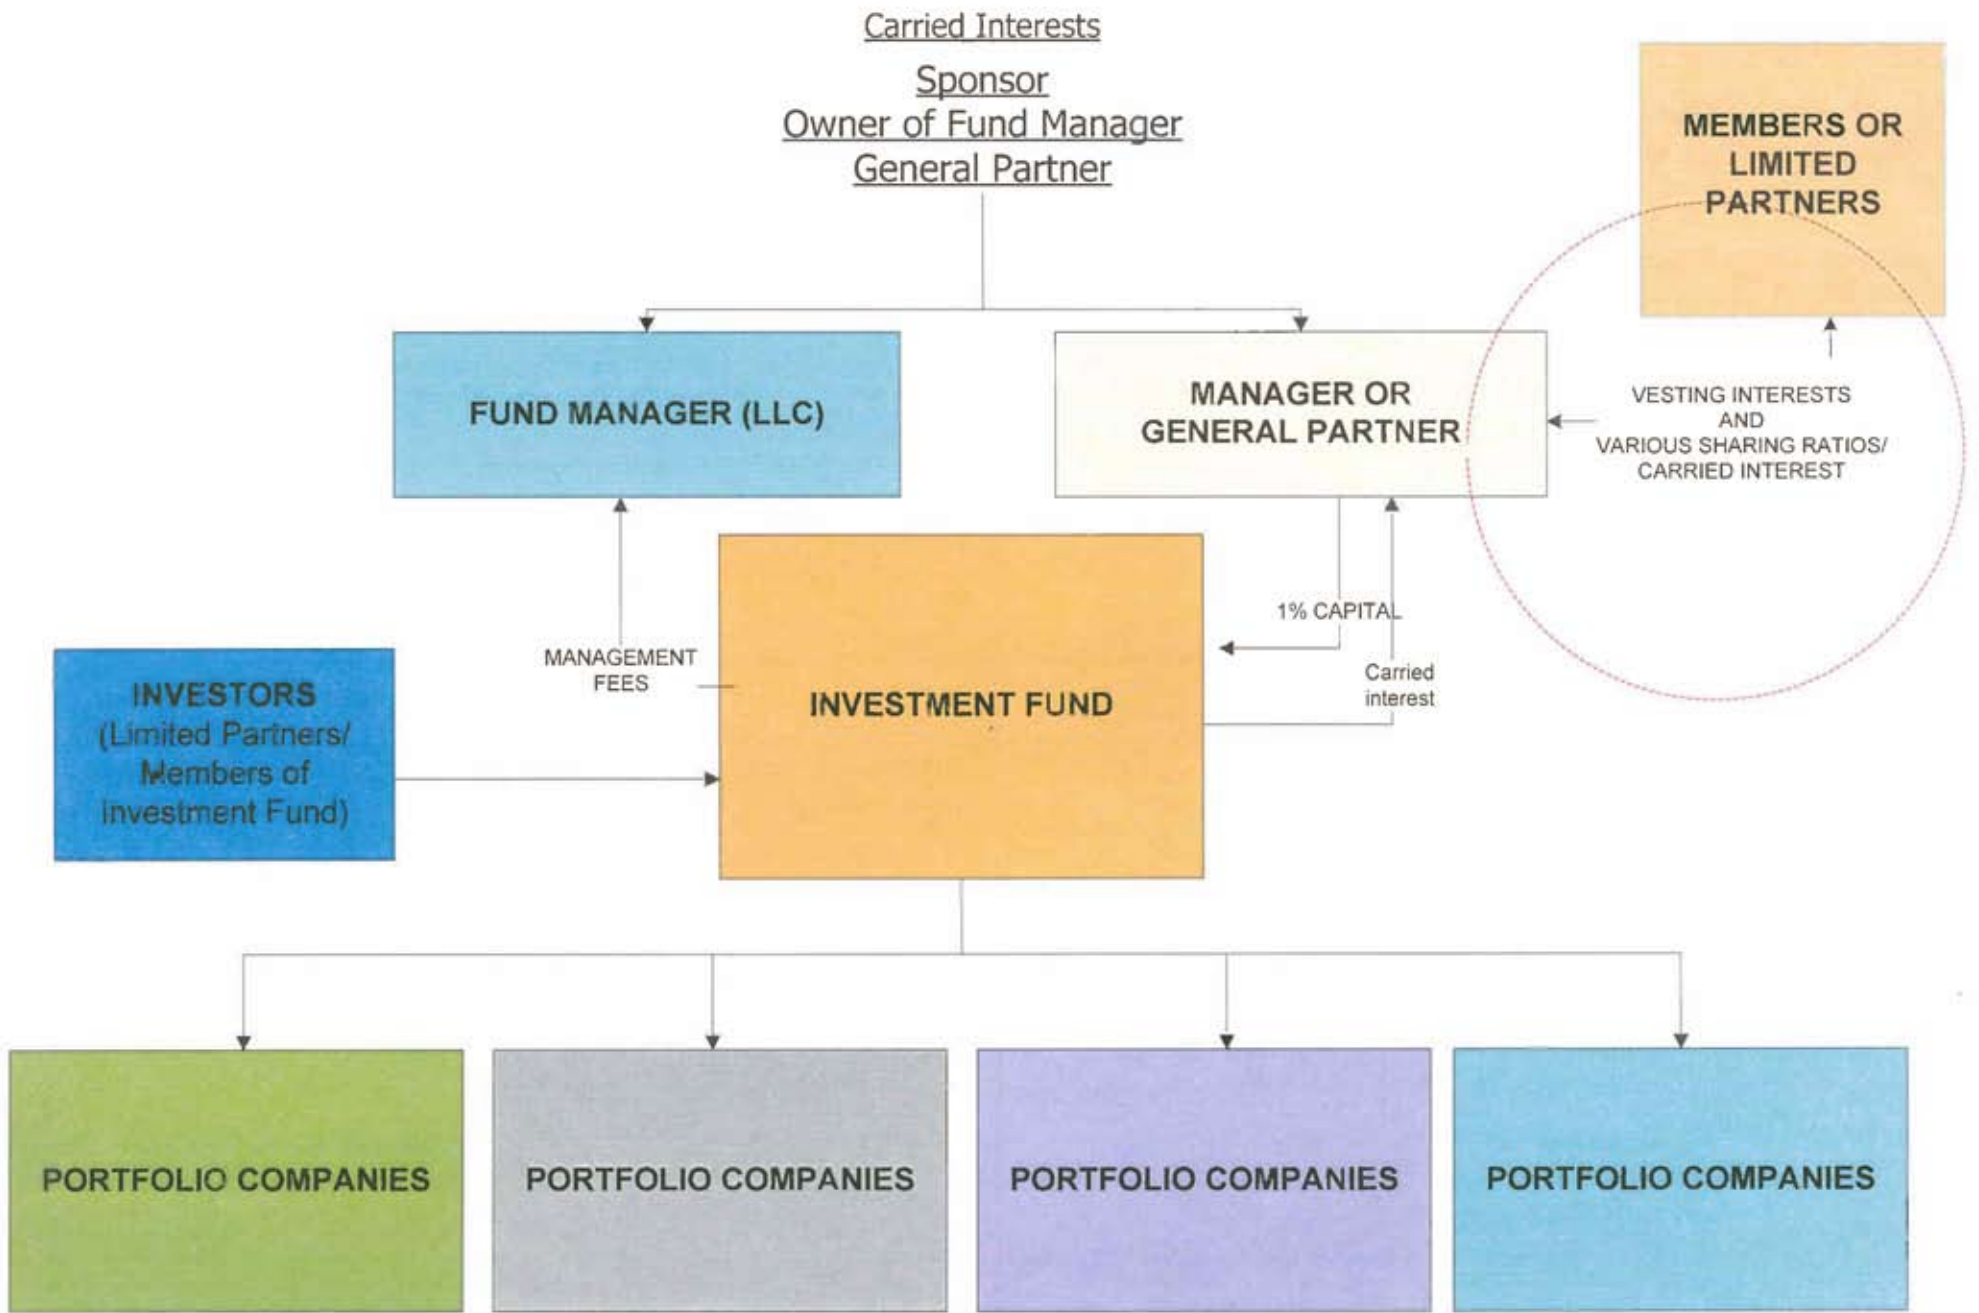 Carried Interests
Sponsor
Owner of Fund Manager
General Partner
MEMBERS OR
LIMITED
PARTNERS
FUND MANAGER (LLC)
MANAGER OR
GENERAL PARTNER
VESTING INTERESTS
AND
VARIOUS SHARING RATIOS/
CARRIED INTEREST
1% CAPITAL
Carried
interest
MANAGEMENT
FEES
INVESTORS
(Limited Partners/
Members of
Investment Fund)
INVESTMENT FUND
PORTFOLIO COMPANIES
PORTFOLIO COMPANIES
PORTFOLIO COMPANIES
PORTFOLIO COMPANIES